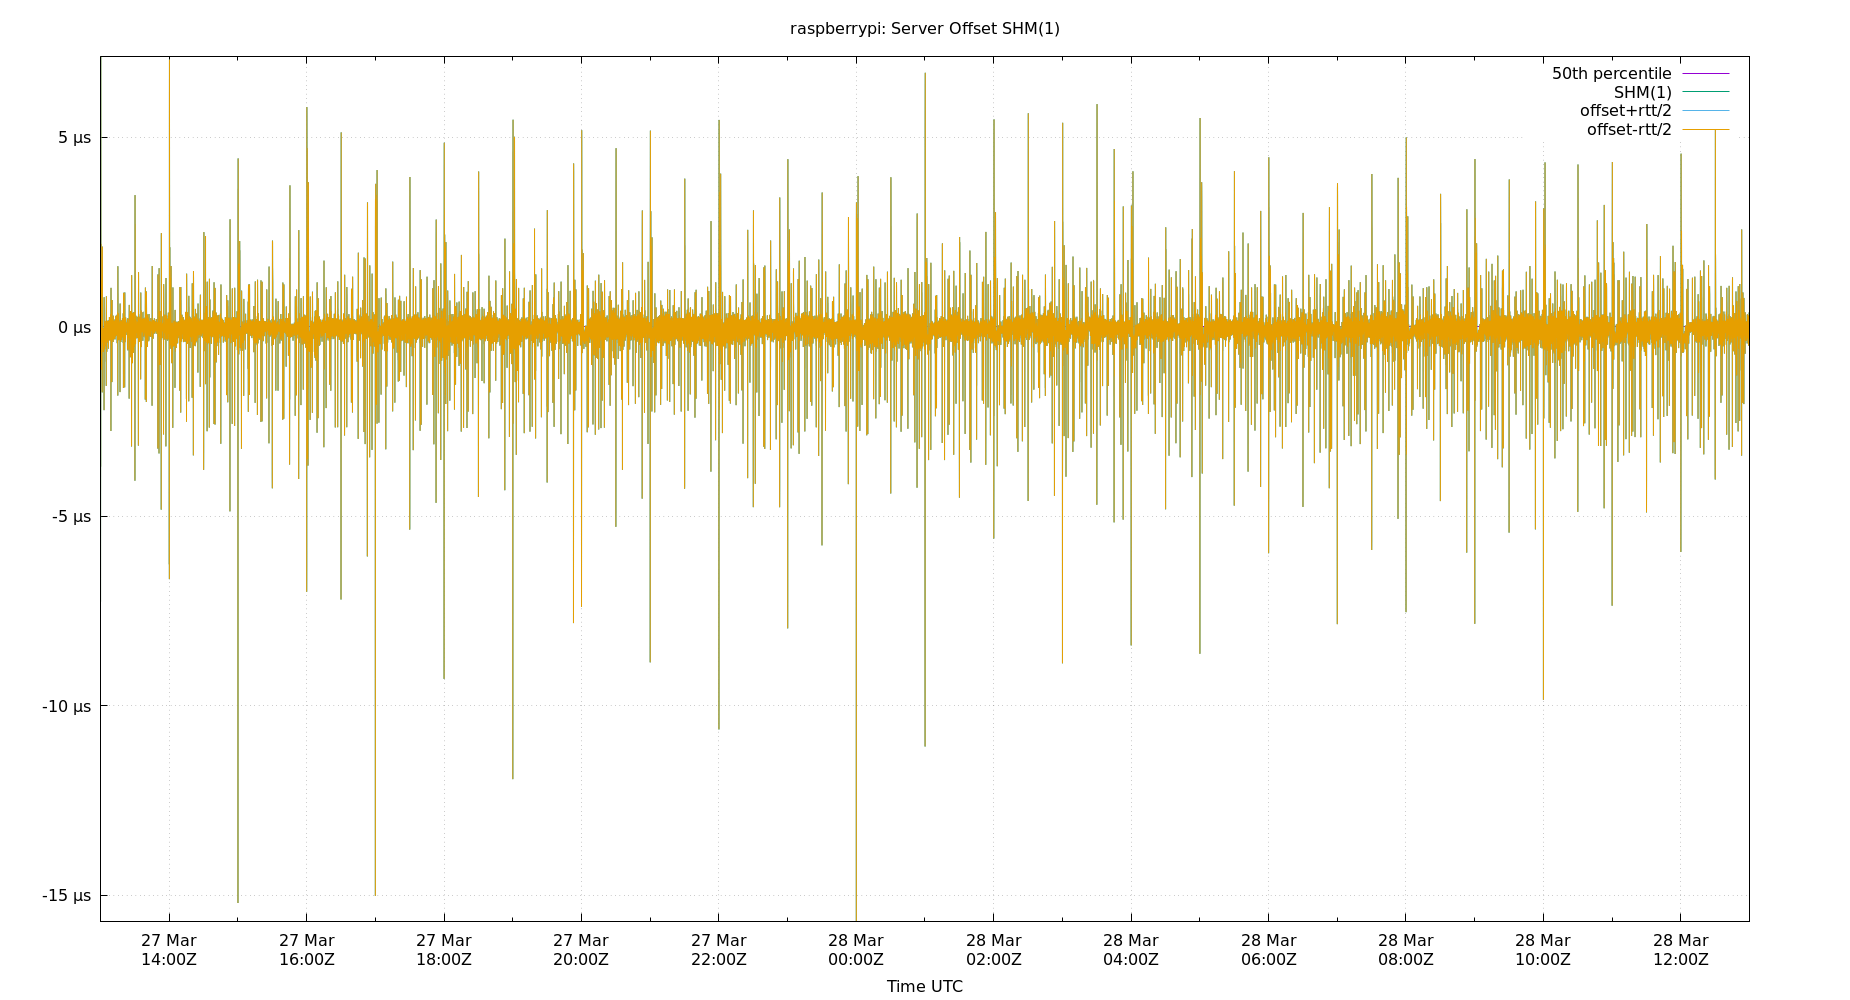 raspberrypi: Server Offset SHM(1)
50th percentile
SHM(1)
offset+rtt/2
offset-rtt/2
5 µs
0 µs
-5 µs
-10 µs
-15 µs
27 Mar 27 Mar 27 Mar 27 Mar 27 Mar 28 Mar 28 Mar 28 Mar 28 Mar 28 Mar 28 Mar 28 Mar
14:00Z 16:00Z 18:00Z 20:00Z 22:00Z 00:00Z 02:00Z 04:00Z 06:00Z 08:00Z 10:00Z 12:00Z
Time UTC